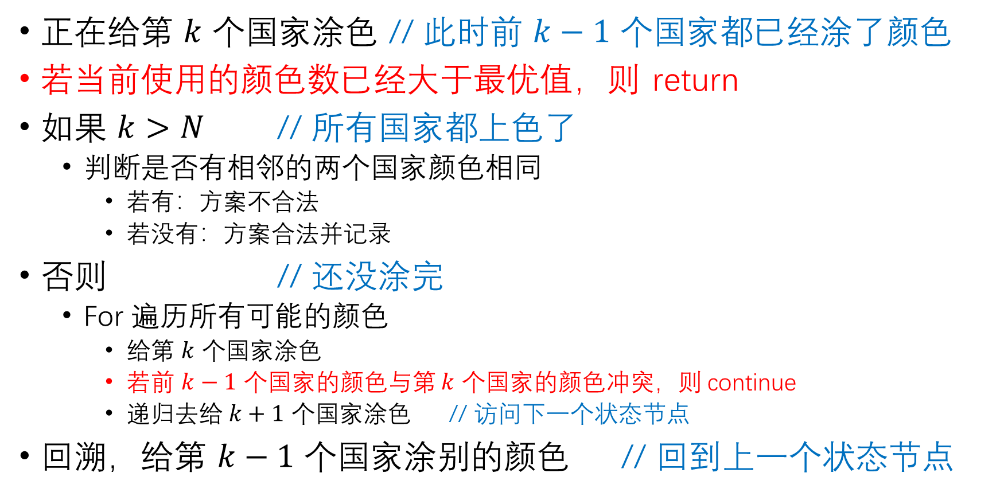 • 正在给第 k 个国家涂色 // 此时前 k − 1 个国家都已经涂了颜色
• 若当前使用的颜色数已经大于最优值，则 return
• 如果 k > N // 所有国家都上色了
• 判断是否有相邻的两个国家颜色相同
• 若有：方案不合法
• 若没有：方案合法并记录
• 否则 // 还没涂完
• For 遍历所有可能的颜色
• 给第 k 个国家涂色
• 若前 k − 1 个国家的颜色与第 k 个国家的颜色冲突，则 continue
• 递归去给 k + 1 个国家涂色 // 访问下一个状态节点
• 回溯，给第 k − 1 个国家涂别的颜色 // 回到上一个状态节点